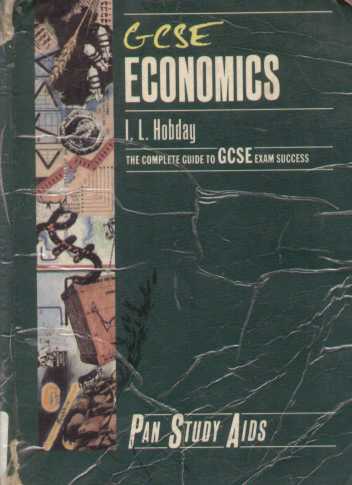 GCSE
ECONOMICS
I. L. Hobday
THE COMPLETE GUIDE TO GCSE EXAM SUCCESS
PAN STUDY AIDS